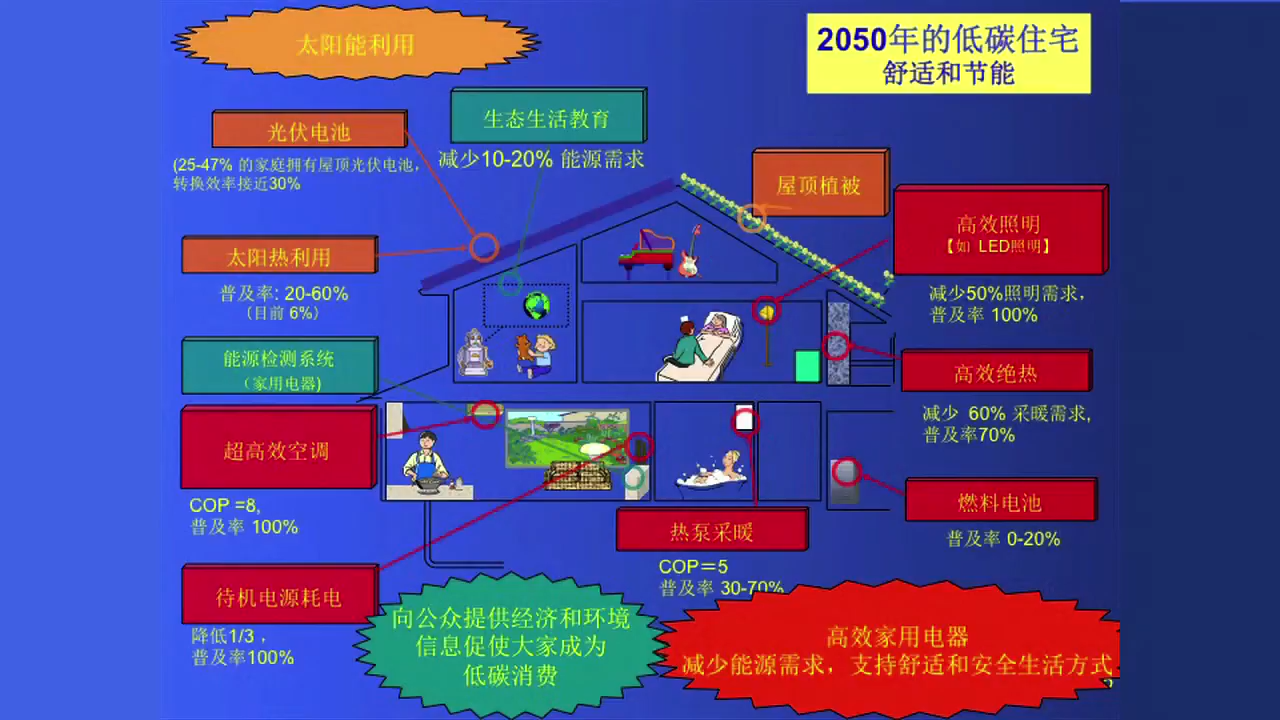 太阳能利用
2050年的低碳住宅
舒适和节能
光伏电池
(25-47% 的家庭拥有屋顶光伏电池，
转换效率接近30%
生态生活教育
减少10-20% 能源需求
屋顶植被
高效照明
【如 LED照明】
减少50%照明需求，
普及率 100%
太阳热利用
普及率: 20-60%
（目前 6%）
能源检测系统
（家用电器)
高效绝热
减少 60% 采暖需求,
普及率70%
超高效空调
COP =8,
普及率 100%
燃料电池
普及率 0-20%
热泵采暖
COP＝5
普及率 30-70%
待机电源耗电
降低1/3 ，
普及率100%
向公众提供经济和环境
信息促使大家成为
低碳消费
高效家用电器
减少能源需求，支持舒适和安全生活方式